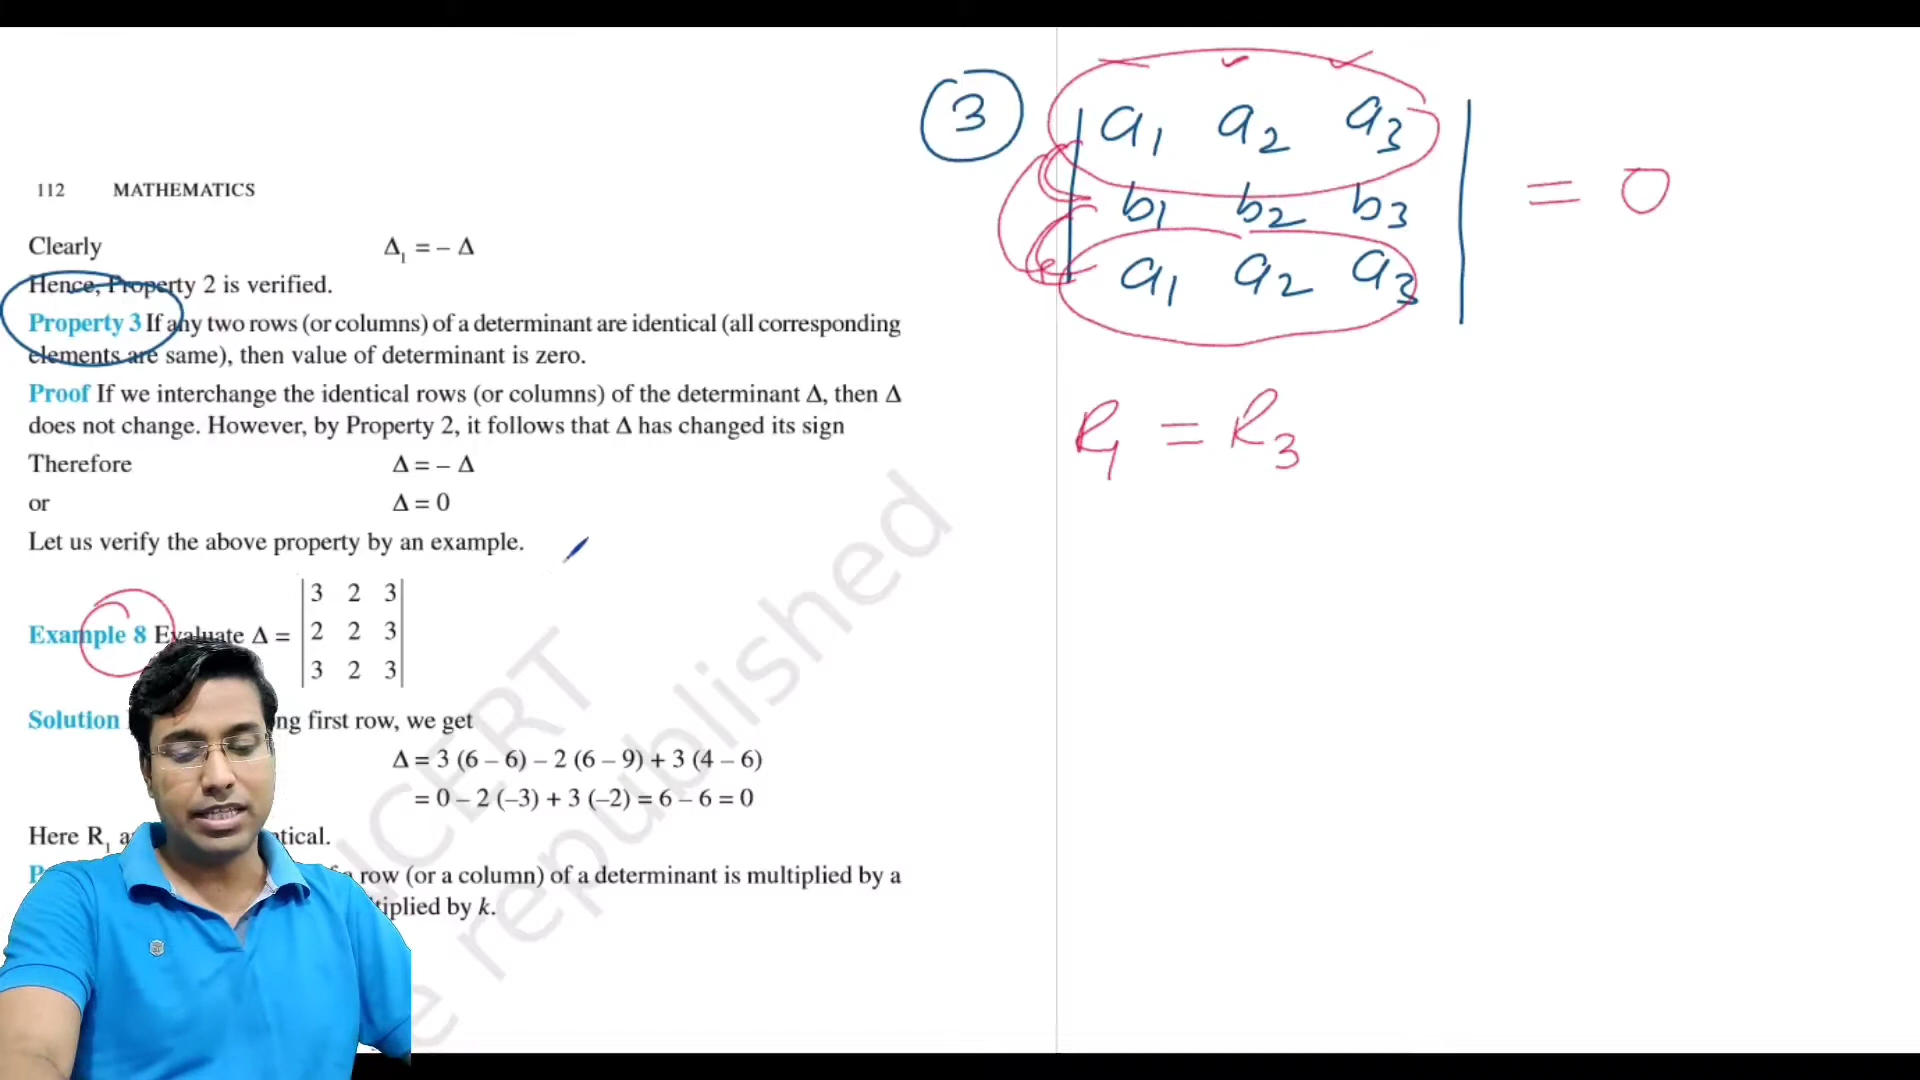 112 MATHEMATICS
Clearly Δ₁ = – Δ
Hence, Property 2 is verified.
Property 3 If any two rows (or columns) of a determinant are identical (all corresponding
elements are same), then value of determinant is zero.
Proof If we interchange the identical rows (or columns) of the determinant Δ, then Δ
does not change. However, by Property 2, it follows that Δ has changed its sign
Therefore Δ = – Δ
or Δ = 0
Let us verify the above property by an example.
3 2 3
Example 8 Evaluate Δ = 2 2 3
3 2 3
Solution ng first row, we get
Δ = 3 (6 – 6) – 2 (6 – 9) + 3 (4 – 6)
= 0 – 2 (–3) + 3 (–2) = 6 – 6 = 0
Here R₁ tical.
row (or a column) of a determinant is multiplied by a
tiplied by k.
NCERT
republished
3
a₁ a₂ a₃
b₁ b₂ b₃ = 0
a₁ a₂ a₃
R₁ = R₃